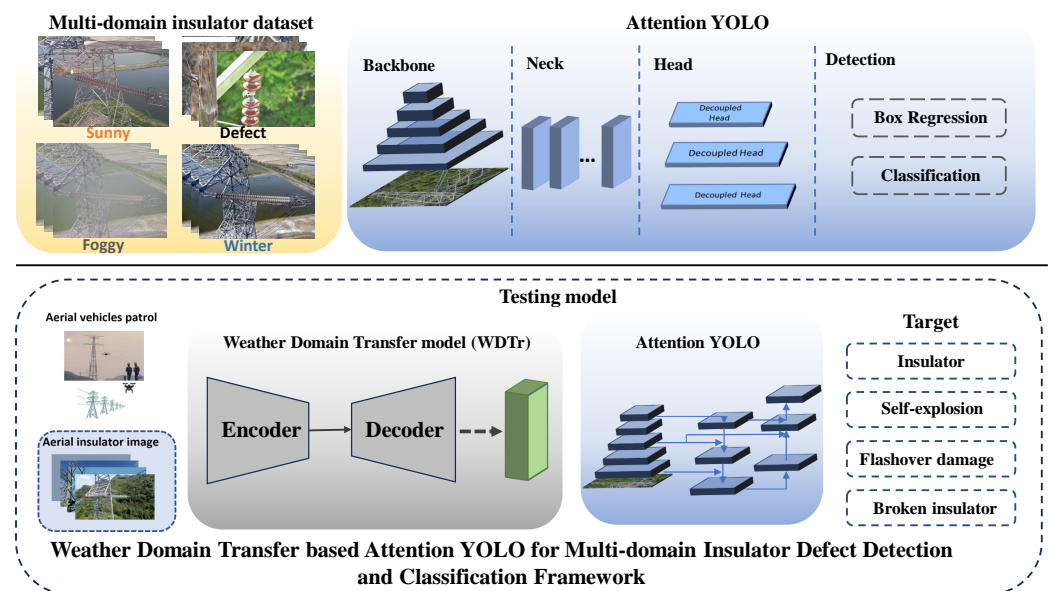 Multi-domain insulator dataset
Sunny
Defect
Foggy
Winter
Attention YOLO
Backbone
Neck
Head
Detection
...
Decoupled
Head
Decoupled Head
Decoupled Head
Box Regression
Classification
Testing model
Aerial vehicles patrol
Aerial insulator image
Weather Domain Transfer model (WDTr)
Encoder
Decoder
Attention YOLO
Target
Insulator
Self-explosion
Flashover damage
Broken insulator
Weather Domain Transfer based Attention YOLO for Multi-domain Insulator Defect Detection
and Classification Framework